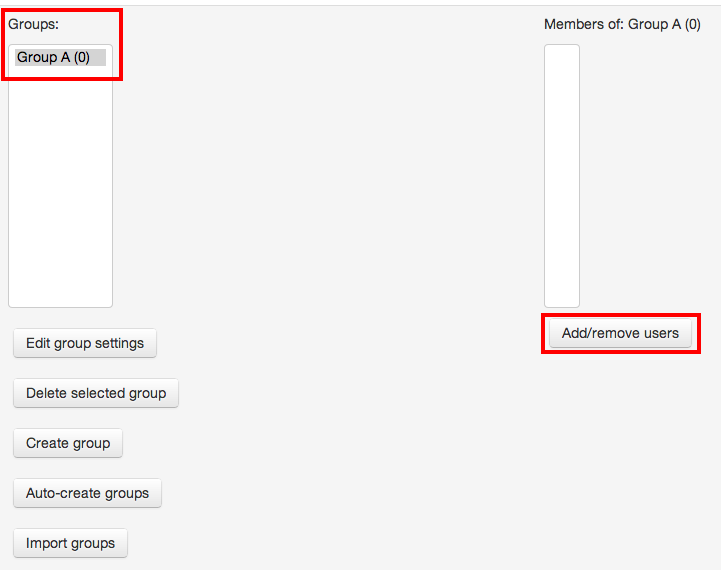 Groups:
Group A (0)
Edit group settings
Delete selected group
Create group
Auto-create groups
Import groups
Members of: Group A (0)
Add/remove users